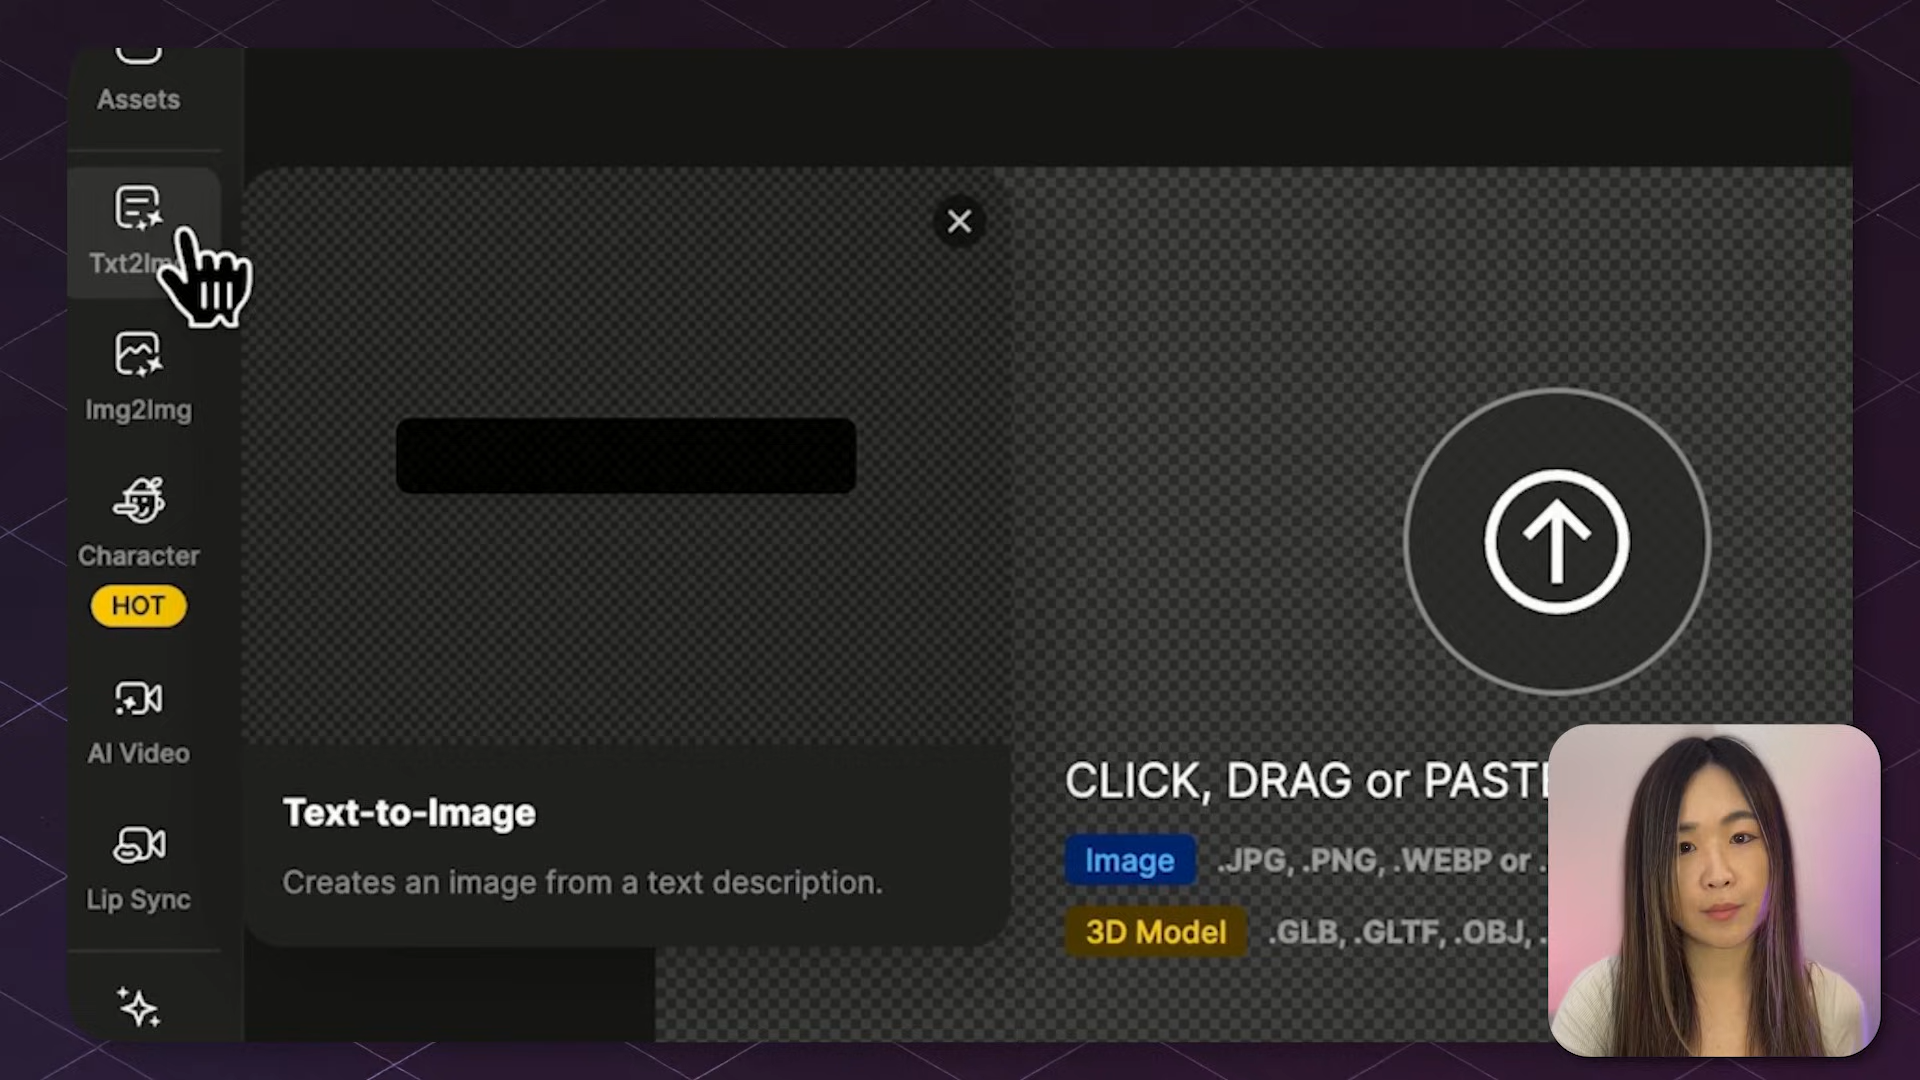 Assets
Txt2Im
Img2Img
Character
HOT
AI Video
Lip Sync
Text-to-Image
Creates an image from a text description.
CLICK, DRAG or PASTE
Image .JPG, .PNG, .WEBP or .
3D Model .GLB, .GLTF, .OBJ, .